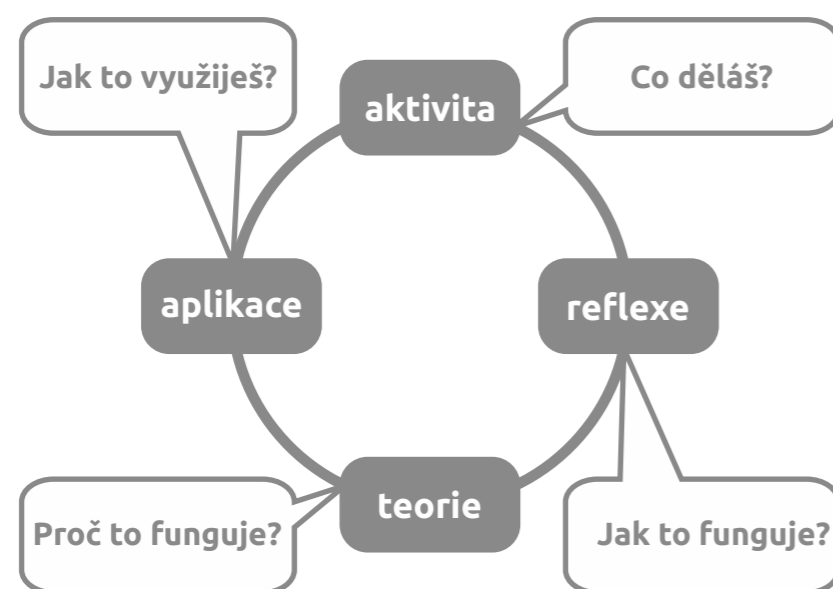 Jak to využiješ?
Co děláš?
aktivita
aplikace
reflexe
teorie
Proč to funguje?
Jak to funguje?